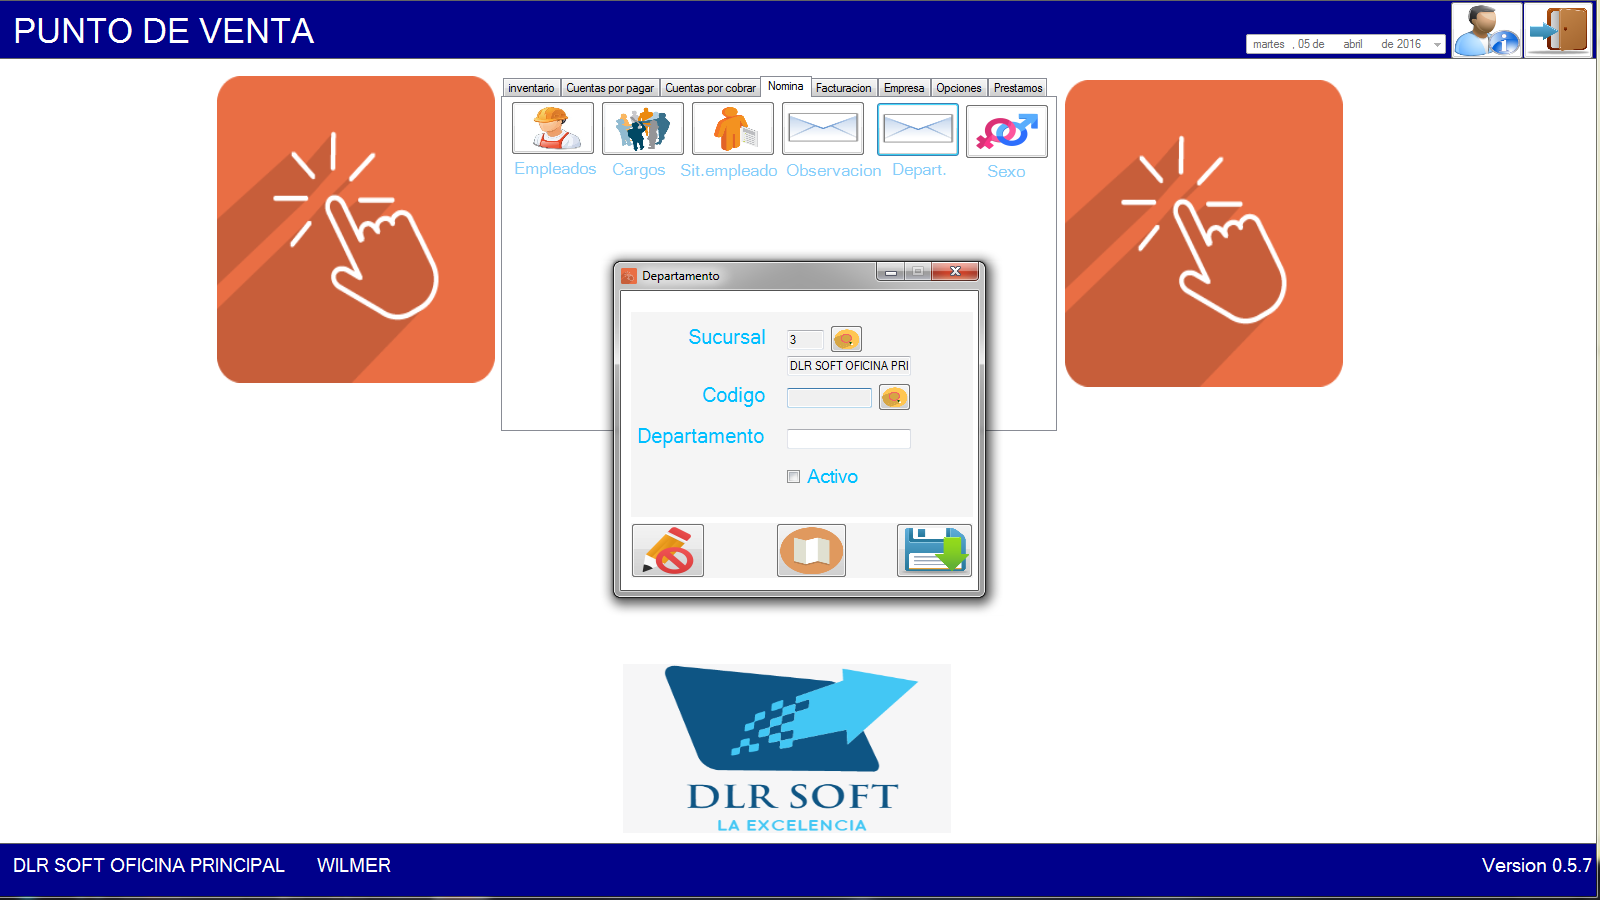 PUNTO DE VENTA
martes , 05 de abril de 2016
inventario Cuentas por pagar Cuentas por cobrar Nomina Facturacion Empresa Opciones Prestamos
Empleados Cargos Sit.empleado Observacion Depart. Sexo
Departamento
Sucursal 3
DLR SOFT OFICINA PRI
Codigo
Departamento
Activo
DLR SOFT
LA EXCELENCIA
DLR SOFT OFICINA PRINCIPAL WILMER Version 0.5.7